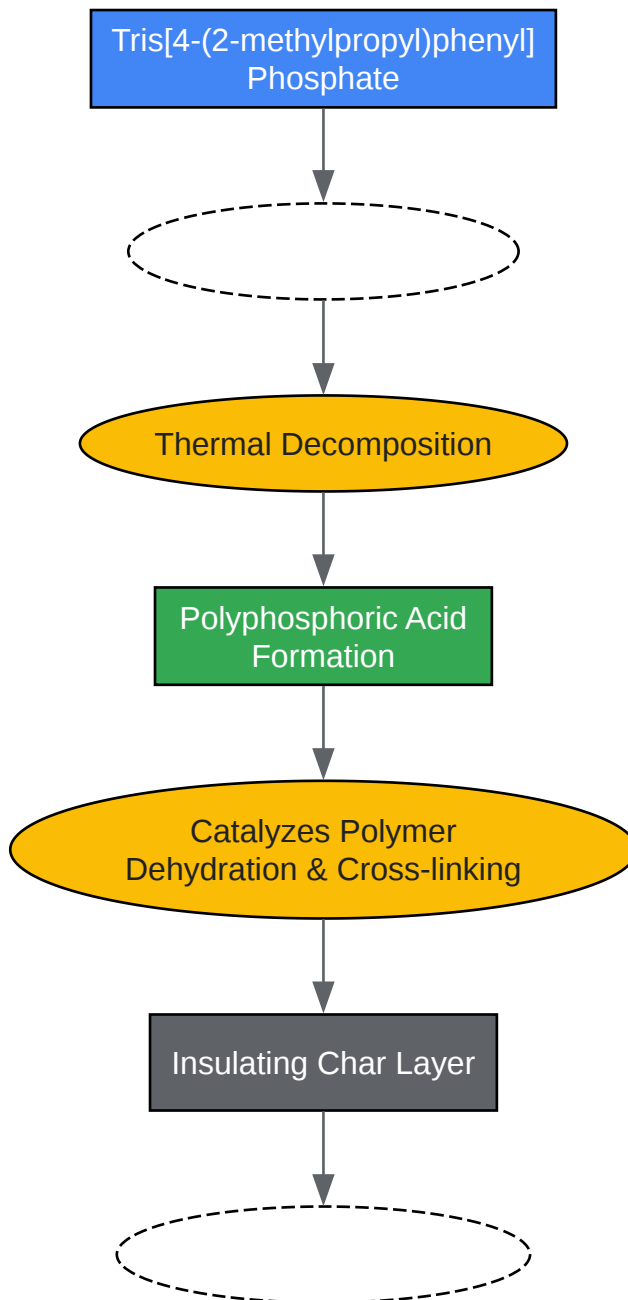 Tris[4-(2-methylpropyl)phenyl]
Phosphate
Thermal Decomposition
Polyphosphoric Acid
Formation
Catalyzes Polymer
Dehydration & Cross-linking
Insulating Char Layer